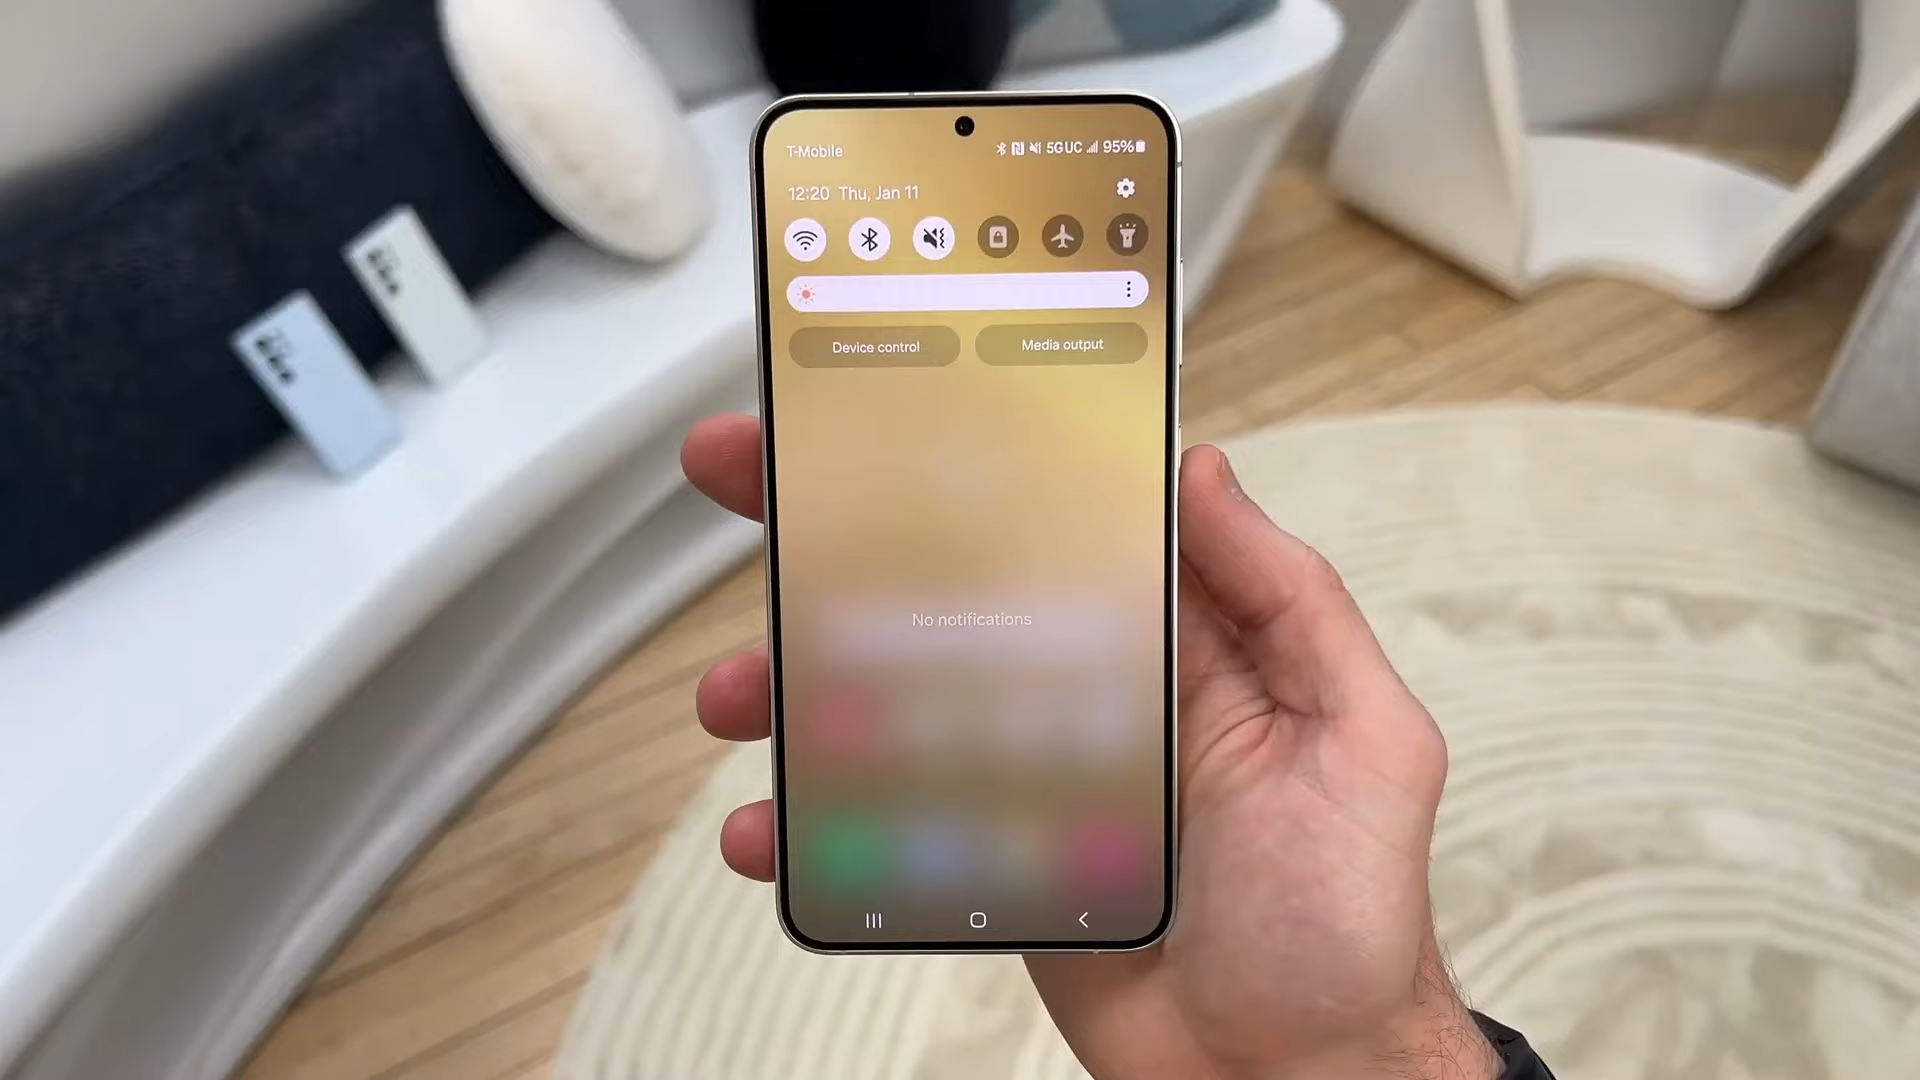 T-Mobile 5GUC 95%
12:20 Thu, Jan 11
Device control Media output
No notifications